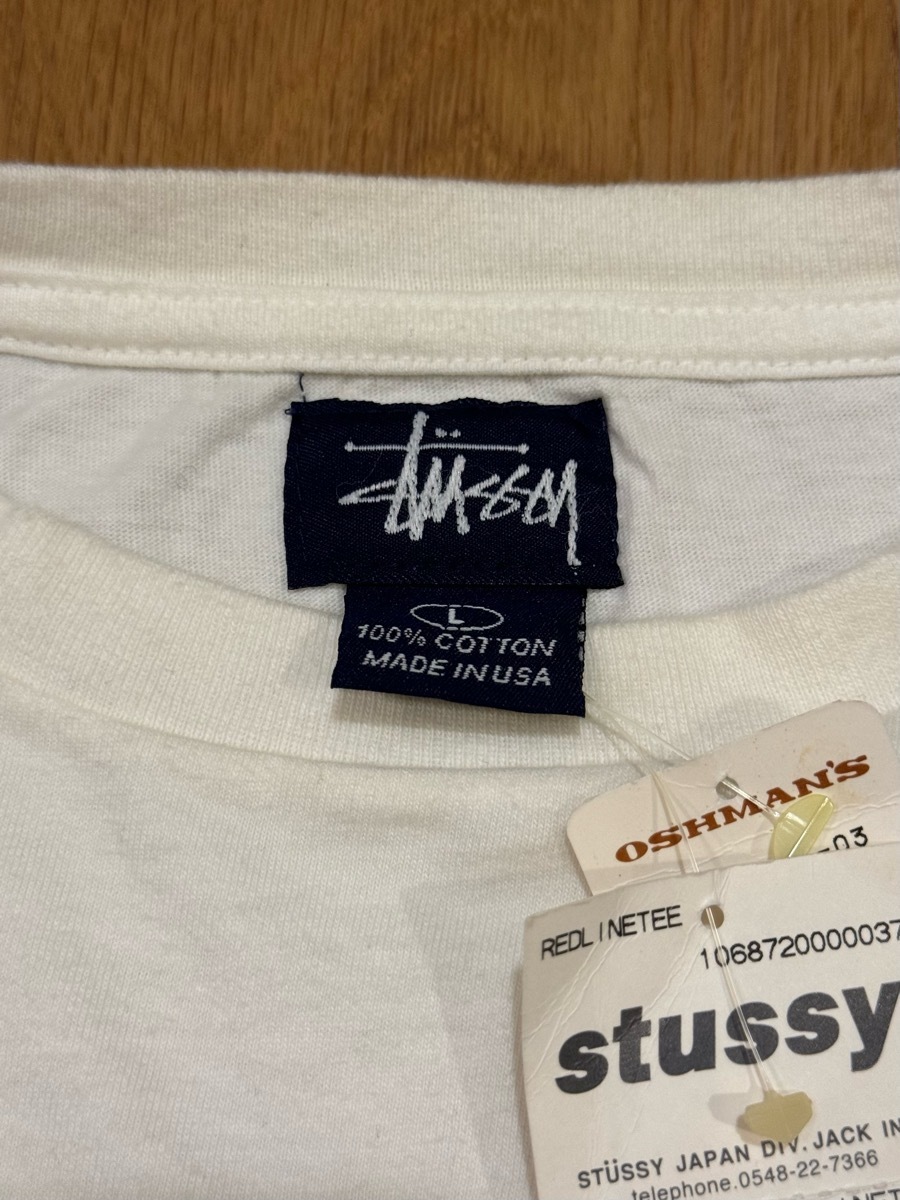 Stüssy
L
100% COTTON
MADE IN USA
OSHMAN'S
-03
REDLINETEE
1068720000037
stussy
STÜSSY JAPAN DIV. JACK IN
telephone.0548-22-7366